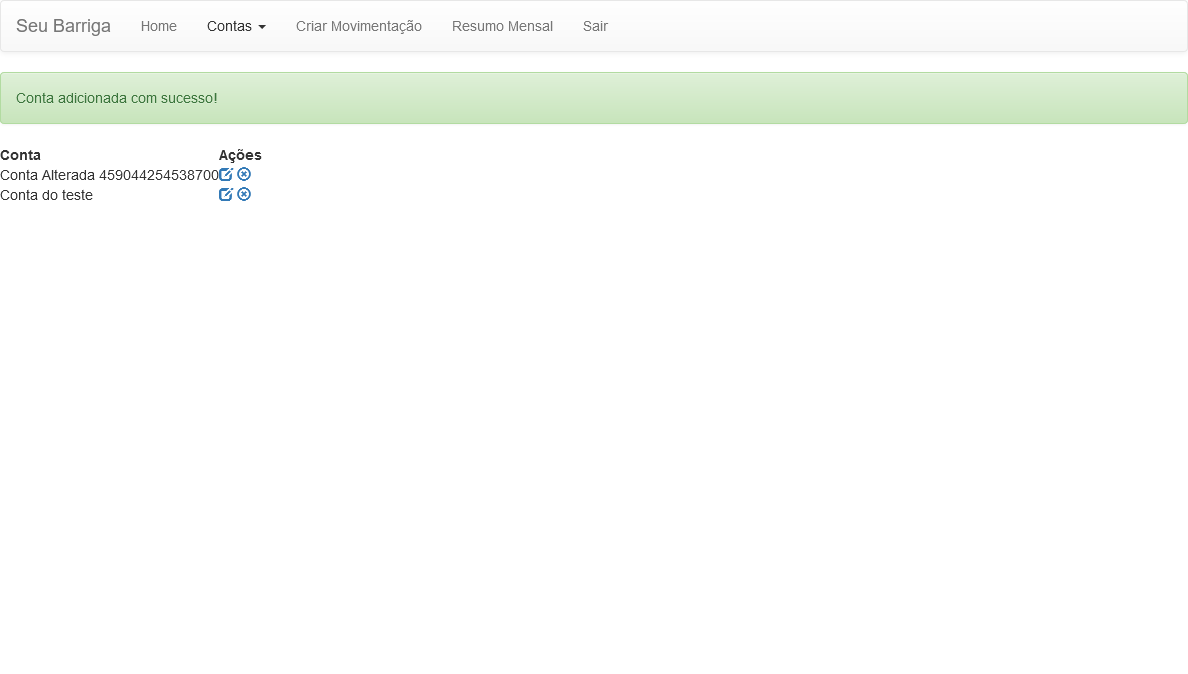 Seu Barriga Home Contas Criar Movimentação Resumo Mensal Sair
Conta adicionada com sucesso!
Conta Ações
Conta Alterada 459044254538700
Conta do teste